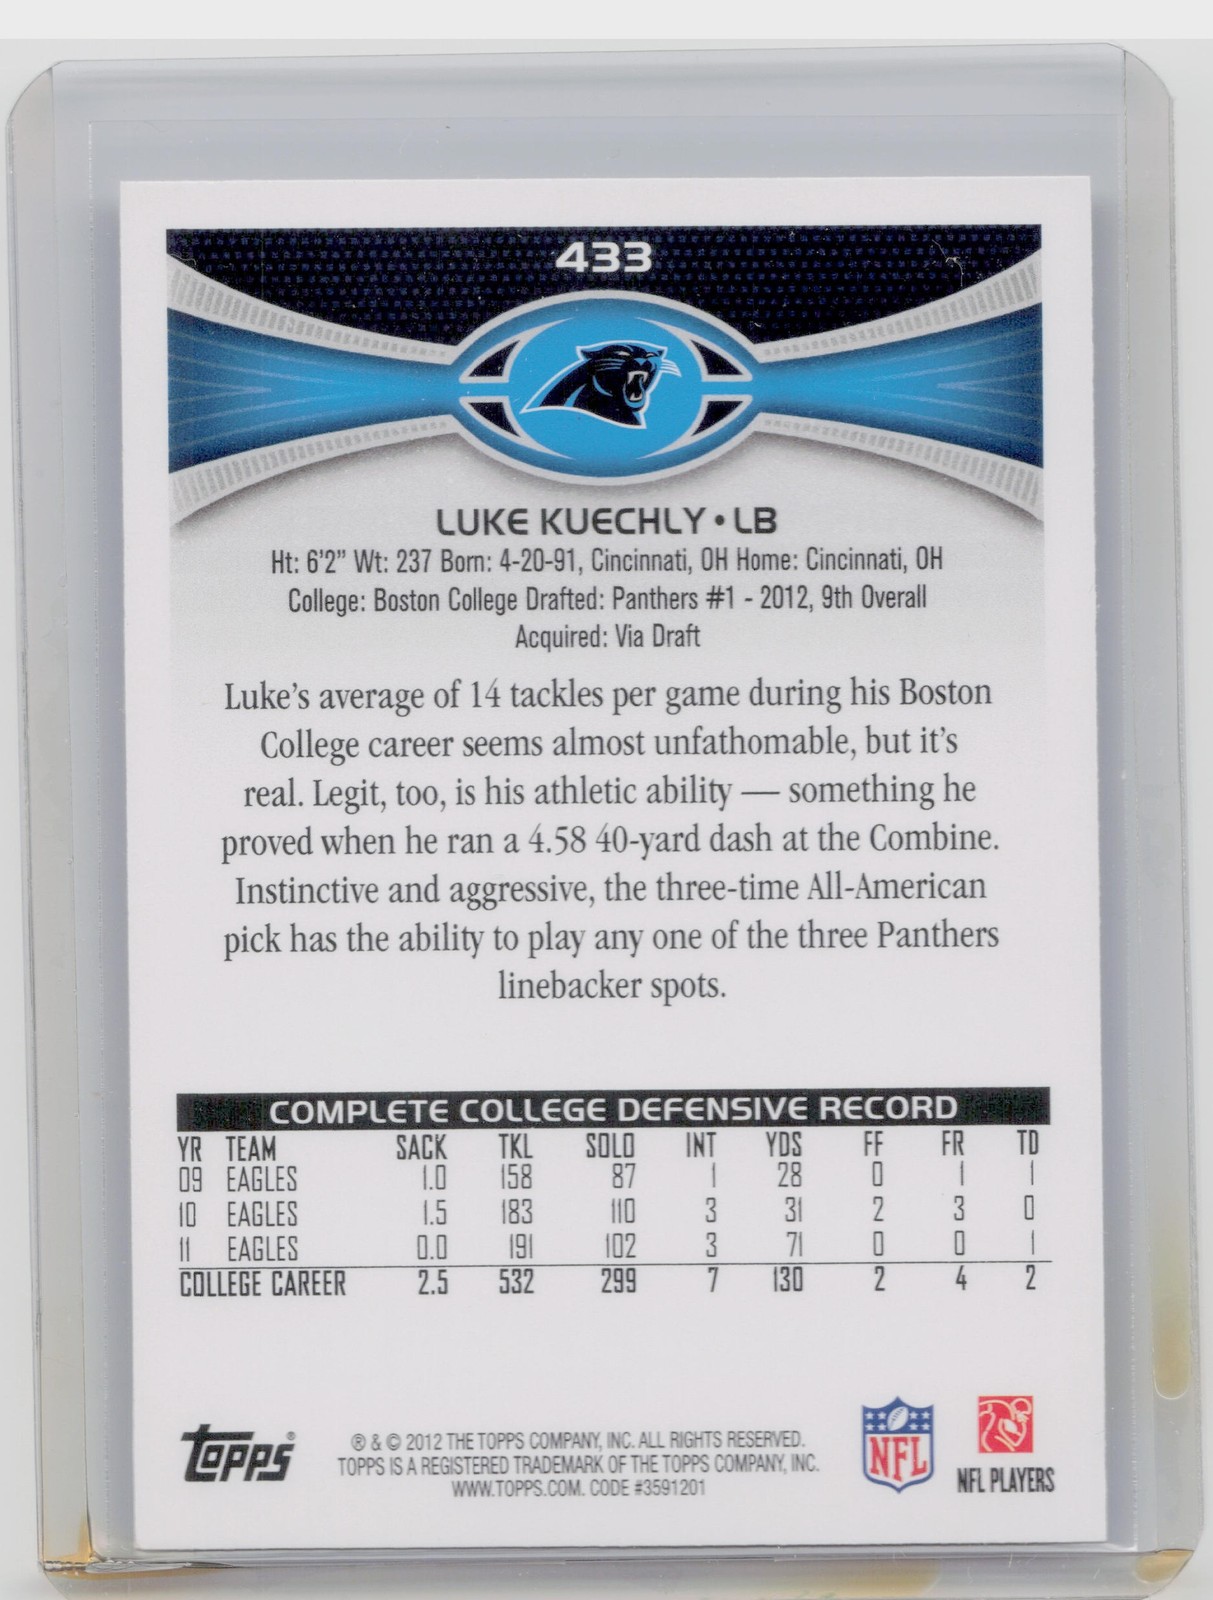 433
LUKE KUECHLY • LB
Ht: 6'2" Wt: 237 Born: 4-20-91, Cincinnati, OH Home: Cincinnati, OH
College: Boston College Drafted: Panthers #1 - 2012, 9th Overall
Acquired: Via Draft
Luke's average of 14 tackles per game during his Boston
College career seems almost unfathomable, but it's
real. Legit, too, is his athletic ability — something he
proved when he ran a 4.58 40-yard dash at the Combine.
Instinctive and aggressive, the three-time All-American
pick has the ability to play any one of the three Panthers
linebacker spots.
COMPLETE COLLEGE DEFENSIVE RECORD
YR TEAM SACK TKL SOLO INT YDS FF FR TD
09 EAGLES 1.0 158 87 1 28 0 1 1
10 EAGLES 1.5 183 110 3 31 2 3 0
11 EAGLES 0.0 191 102 3 71 0 0 1
COLLEGE CAREER 2.5 532 299 7 130 2 4 2
Topps®
® & © 2012 THE TOPPS COMPANY, INC. ALL RIGHTS RESERVED.
TOPPS IS A REGISTERED TRADEMARK OF THE TOPPS COMPANY, INC.
WWW.TOPPS.COM. CODE #3591201
NFL
NFL PLAYERS